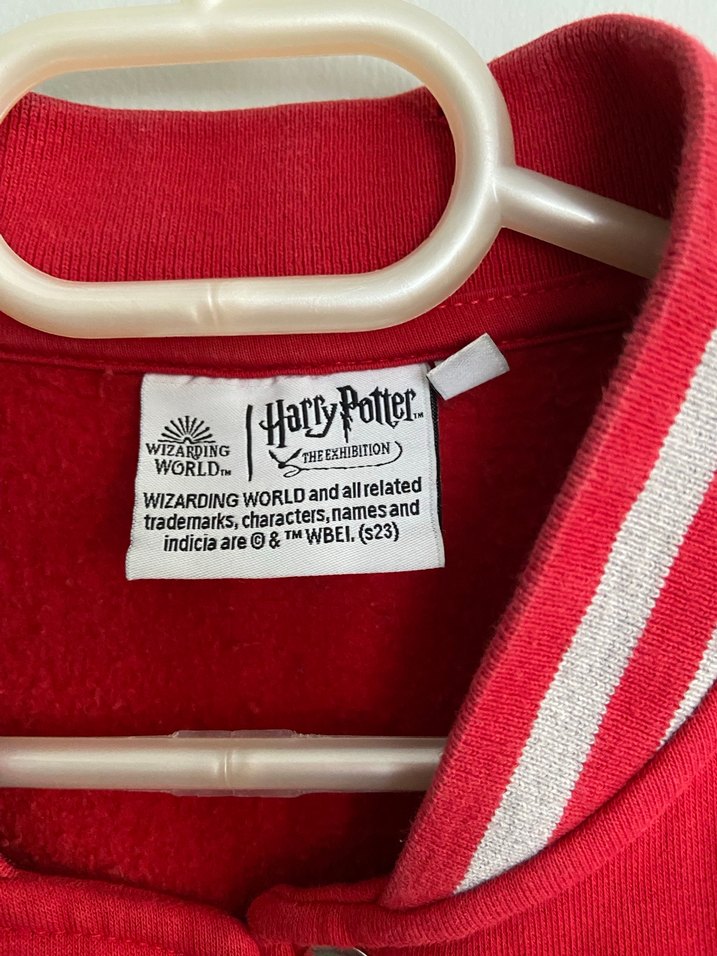 WIZARDING
WORLD™
Harry Potter™
THE EXHIBITION
WIZARDING WORLD and all related
trademarks, characters, names and
indicia are © & ™ WBEI. (s23)